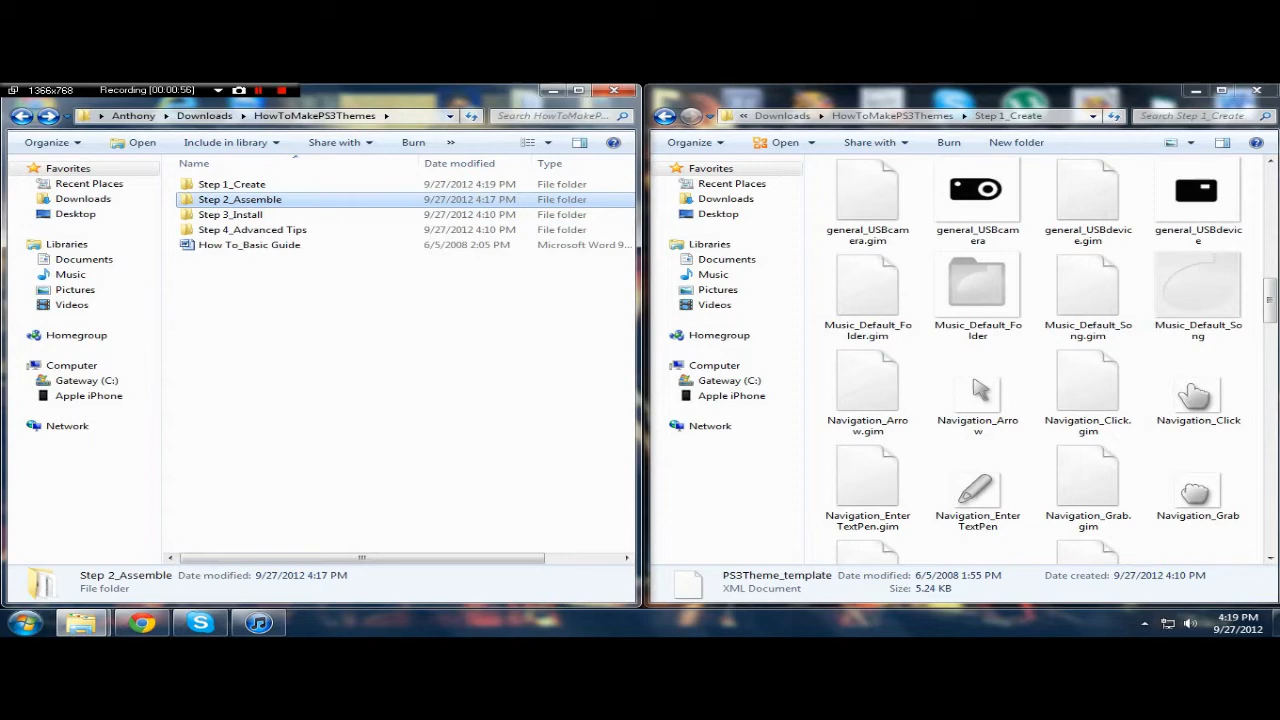 1366x768 Recording [00:00:56]
Anthony Downloads HowToMakePS3Themes Search HowToMakeP...
Organize Open Include in library Share with Burn »
Name Date modified Type
Favorites
Recent Places
Downloads
Desktop
Libraries
Documents
Music
Pictures
Videos
Homegroup
Computer
Gateway (C:)
Apple iPhone
Network
Step 1_Create 9/27/2012 4:19 PM File folder
Step 2_Assemble 9/27/2012 4:17 PM File folder
Step 3_Install 9/27/2012 4:10 PM File folder
Step 4_Advanced Tips 9/27/2012 4:10 PM File folder
How To_Basic Guide 6/5/2008 2:05 PM Microsoft Word 9...
Step 2_Assemble Date modified: 9/27/2012 4:17 PM
File folder
« Downloads HowToMakePS3Themes Step 1_Create Search Step 1_Create
Organize Open Share with Burn New folder
Favorites
Recent Places
Downloads
Desktop
Libraries
Documents
Music
Pictures
Videos
Homegroup
Computer
Gateway (C:)
Apple iPhone
Network
general_USBcam
era.gim
general_USBcam
era
general_USBdevic
e.gim
general_USBdevic
e
Music_Default_Fo
lder.gim
Music_Default_Fo
lder
Music_Default_So
ng.gim
Music_Default_So
ng
Navigation_Arro
w.gim
Navigation_Arro
w
Navigation_Click.
gim
Navigation_Click
Navigation_Enter
TextPen.gim
Navigation_Enter
TextPen
Navigation_Grab.
gim
Navigation_Grab
PS3Theme_template Date modified: 6/5/2008 1:55 PM Date created: 9/27/2012 4:10 PM
XML Document Size: 5.24 KB
4:19 PM
9/27/2012